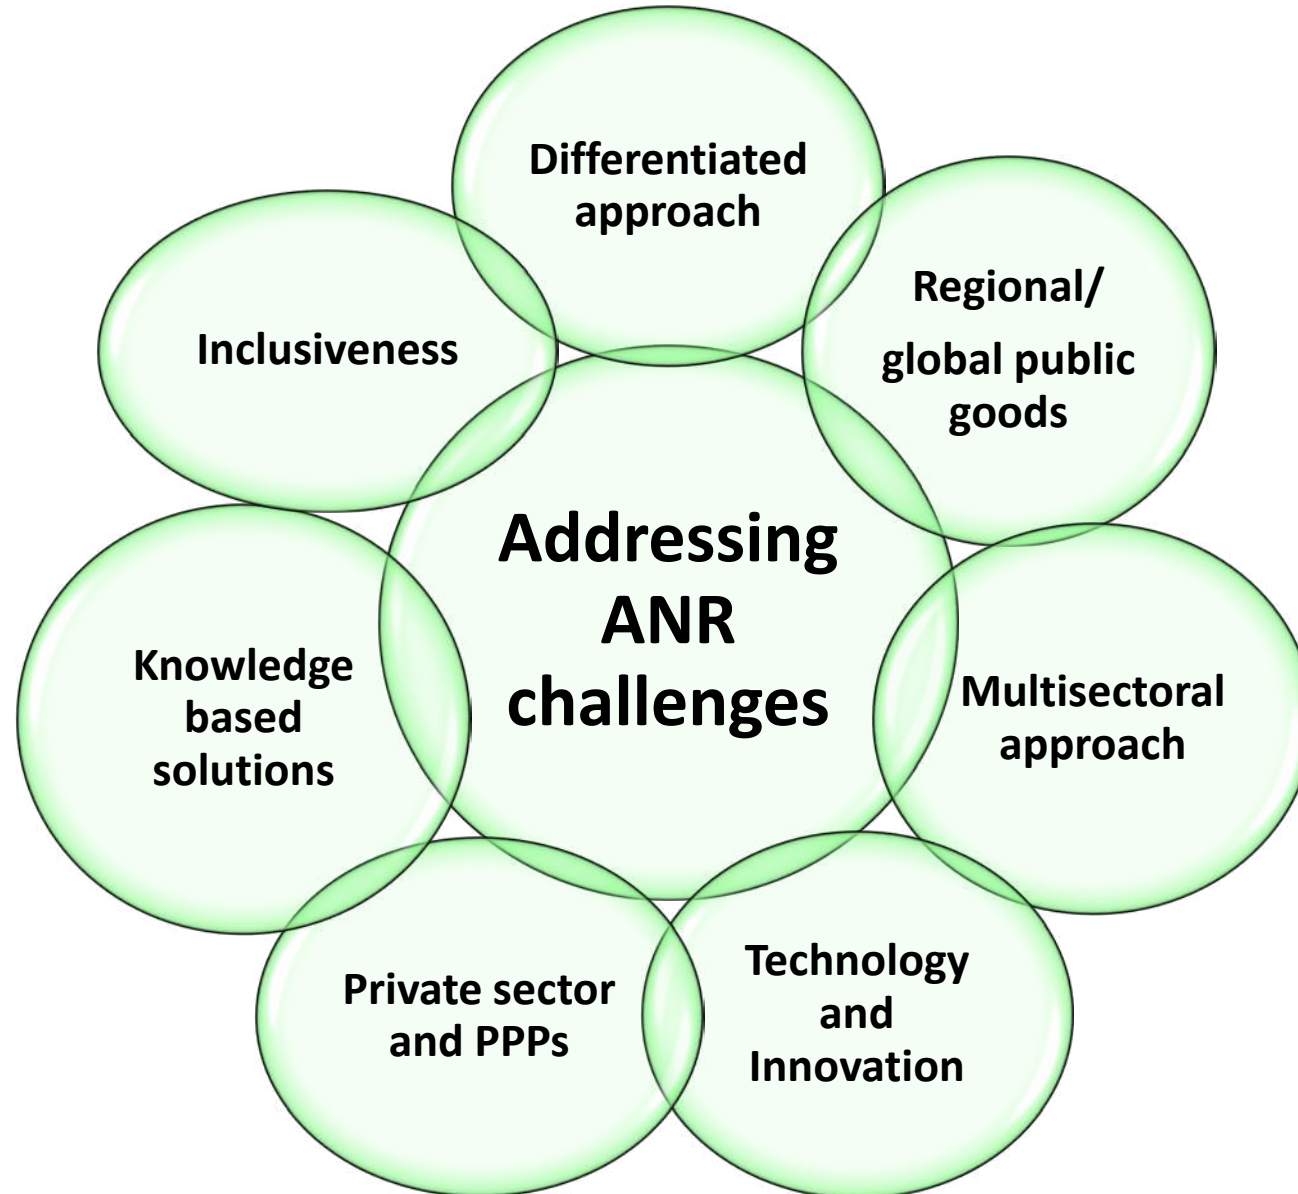 Differentiated
approach
Regional/
global public
goods
Inclusiveness
Addressing
ANR
challenges
Knowledge
based
solutions
Multisectoral
approach
Private sector
and PPPs
Technology
and
Innovation